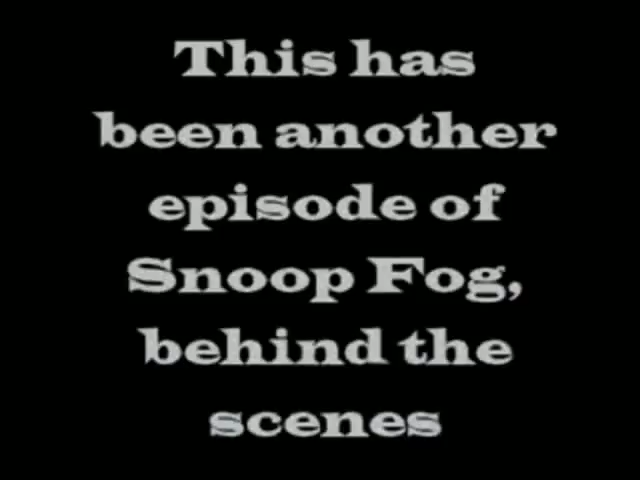 This has
been another
episode of
Snoop Fog,
behind the
scenes